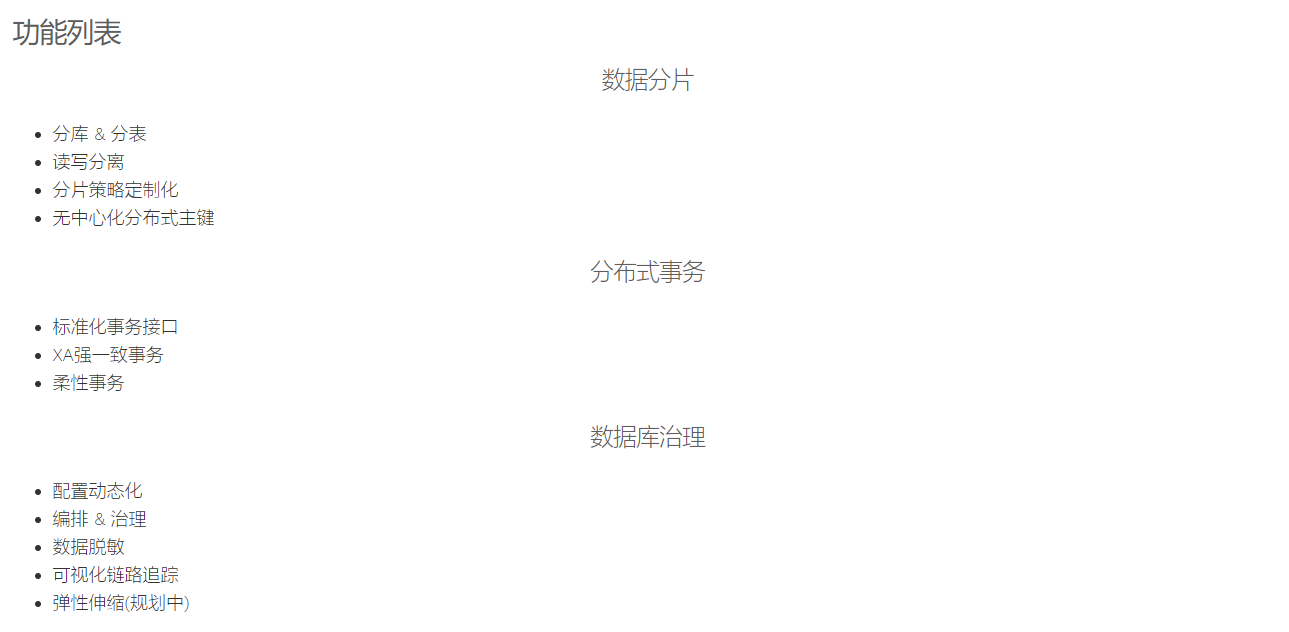 功能列表
数据分片
分库 & 分表
读写分离
分片策略定制化
无中心化分布式主键
分布式事务
标准化事务接口
XA强一致事务
柔性事务
数据库治理
配置动态化
编排 & 治理
数据脱敏
可视化链路追踪
弹性伸缩(规划中)